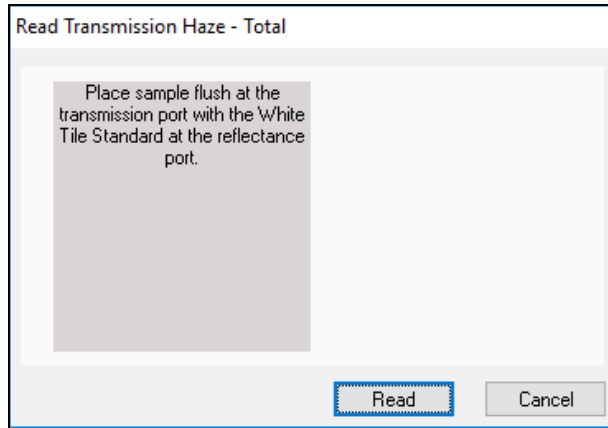 Read Transmission Haze - Total
Place sample flush at the
transmission port with the White
Tile Standard at the reflectance
port.
Read
Cancel